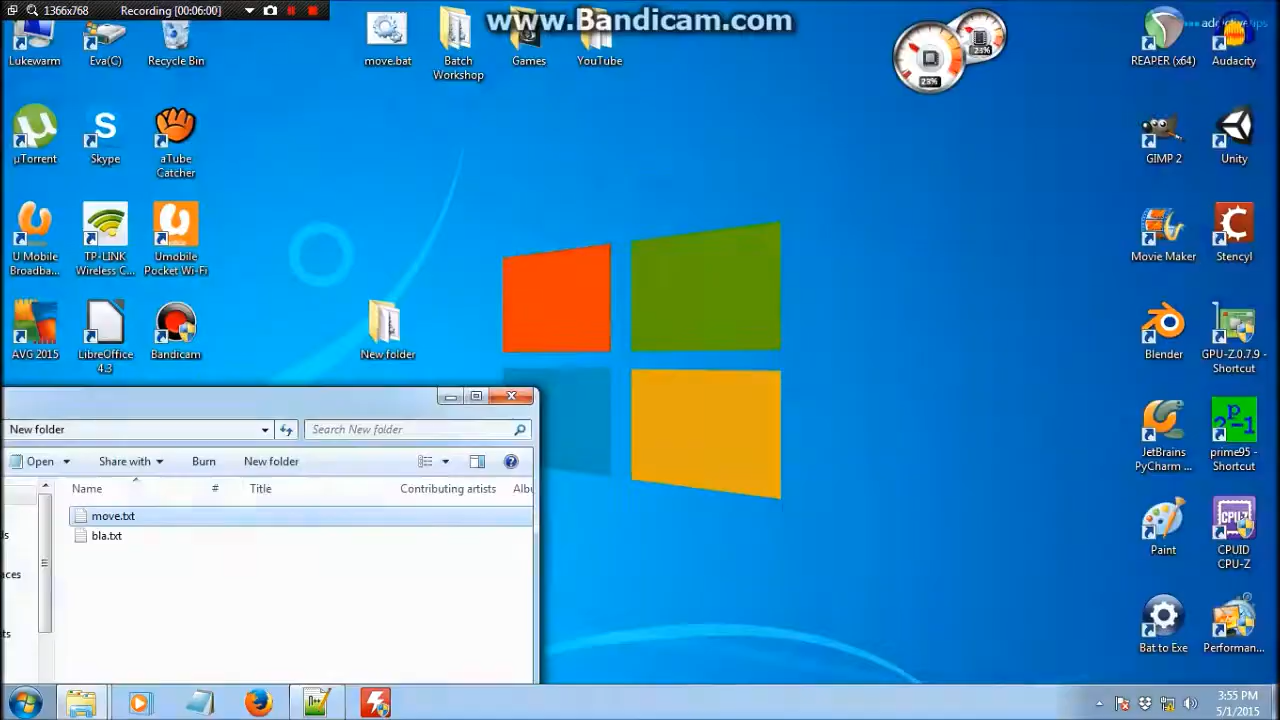 1366x768
Recording [00:06:00]
www.Bandicam.com
addictivetips
Lukewarm
Eva(C)
Recycle Bin
move.bat
Batch
Workshop
Games
YouTube
23%
23%
REAPER (x64)
Audacity
µTorrent
Skype
aTube
Catcher
GIMP 2
Unity
U Mobile
Broadba...
TP-LINK
Wireless C...
Umobile
Pocket Wi-Fi
Movie Maker
Stencyl
AVG 2015
LibreOffice
4.3
Bandicam
New folder
Blender
GPU-Z.0.7.9 -
Shortcut
New folder
Search New folder
Open
Share with
Burn
New folder
JetBrains
PyCharm ...
prime95 -
Shortcut
Name
#
Title
Contributing artists
Albu
move.txt
bla.txt
Paint
CPUID
CPU-Z
Bat to Exe
Performan...
3:55 PM
5/1/2015